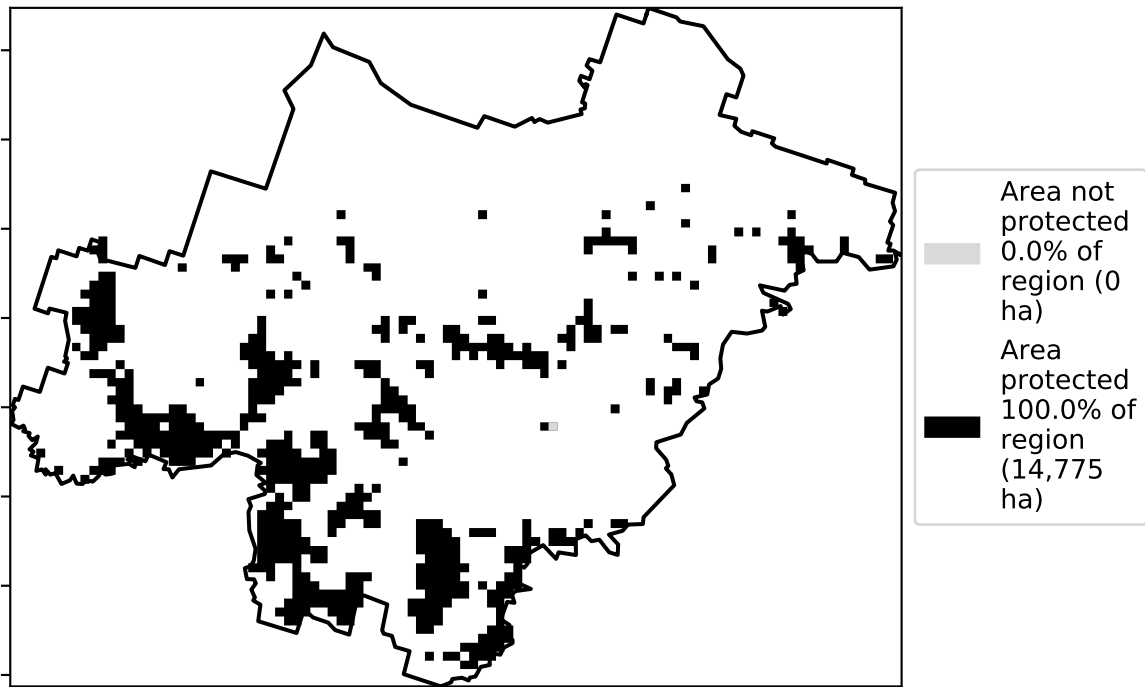 Area not
protected
0.0% of
region (0
ha)
Area
protected
100.0% of
region
(14,775
ha)